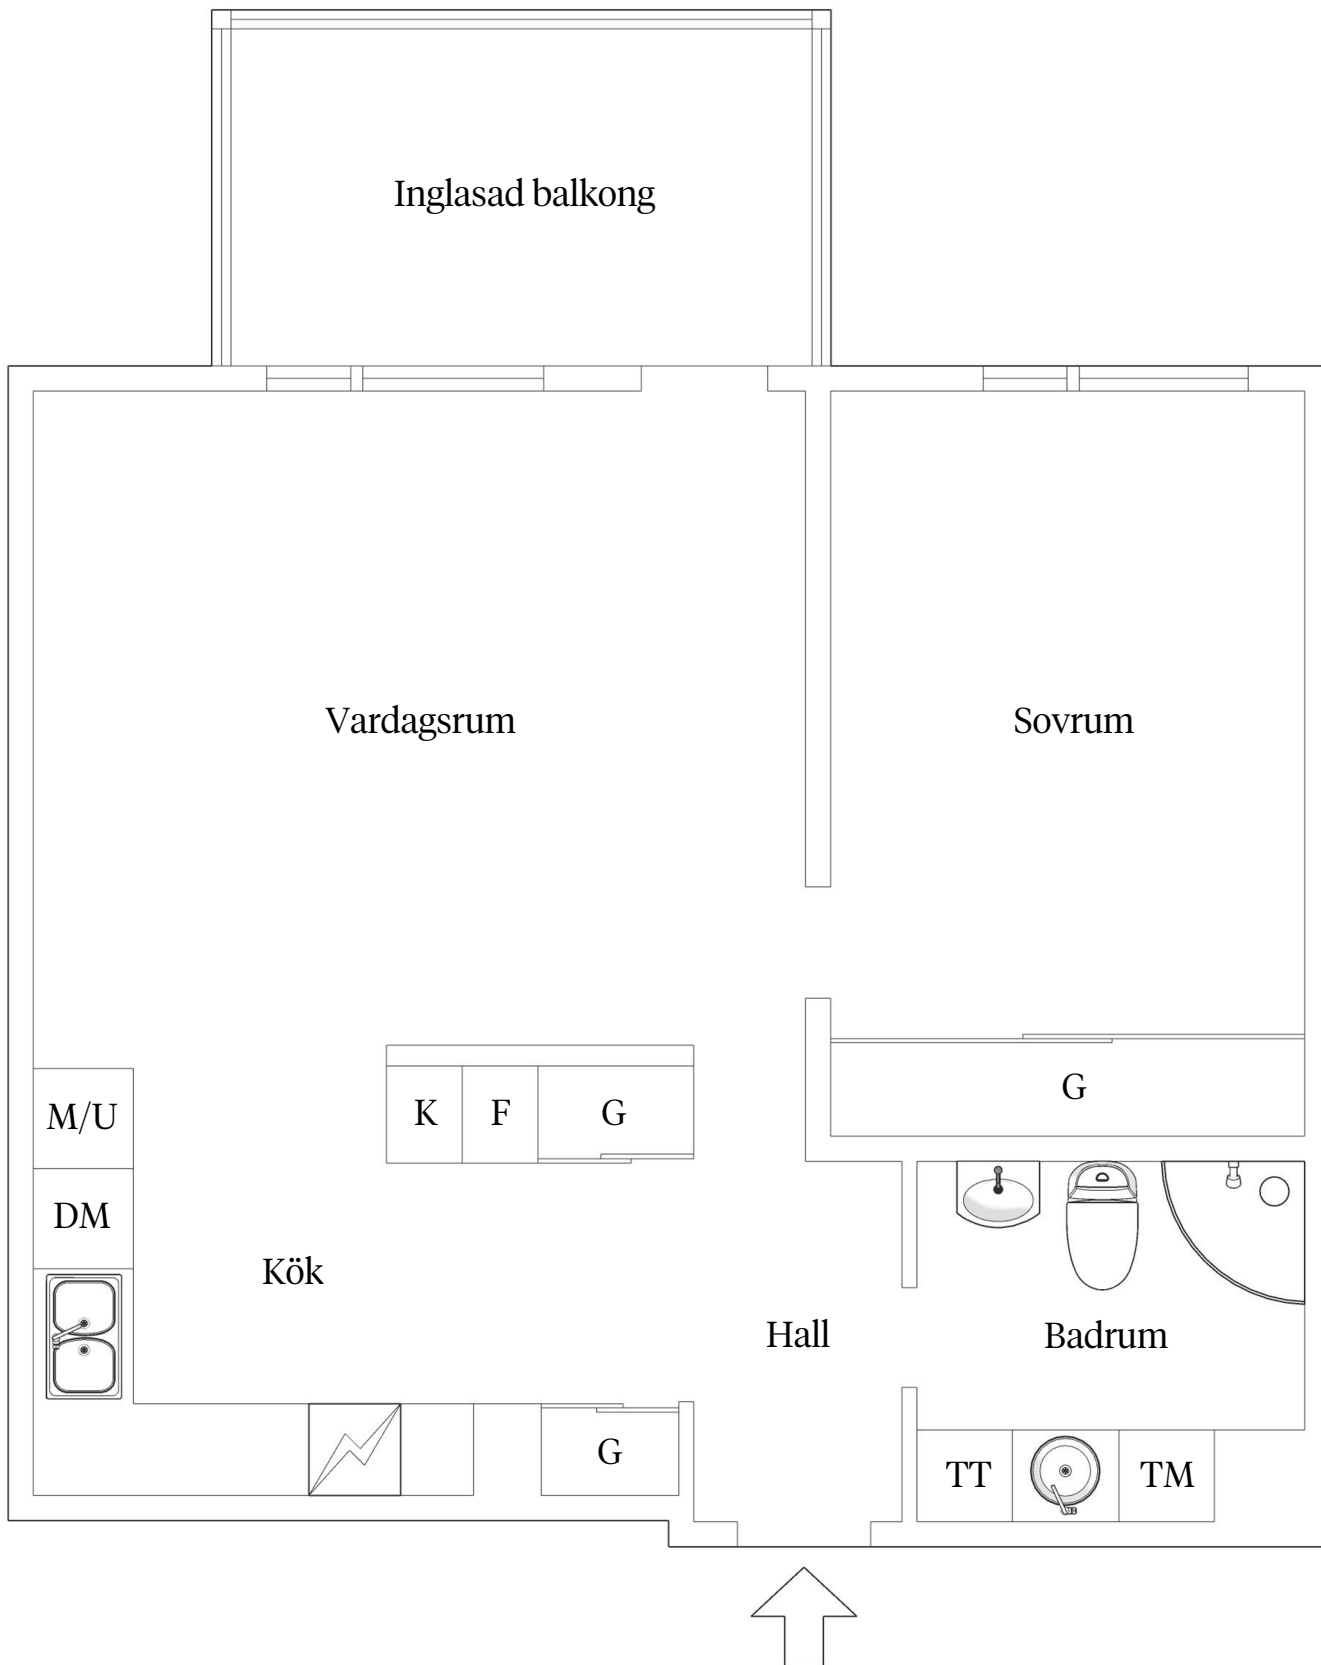 Inglasad balkong
Vardagsrum
Sovrum
G
K
F
G
M/U
DM
Kök
Hall
Badrum
G
TT
TM